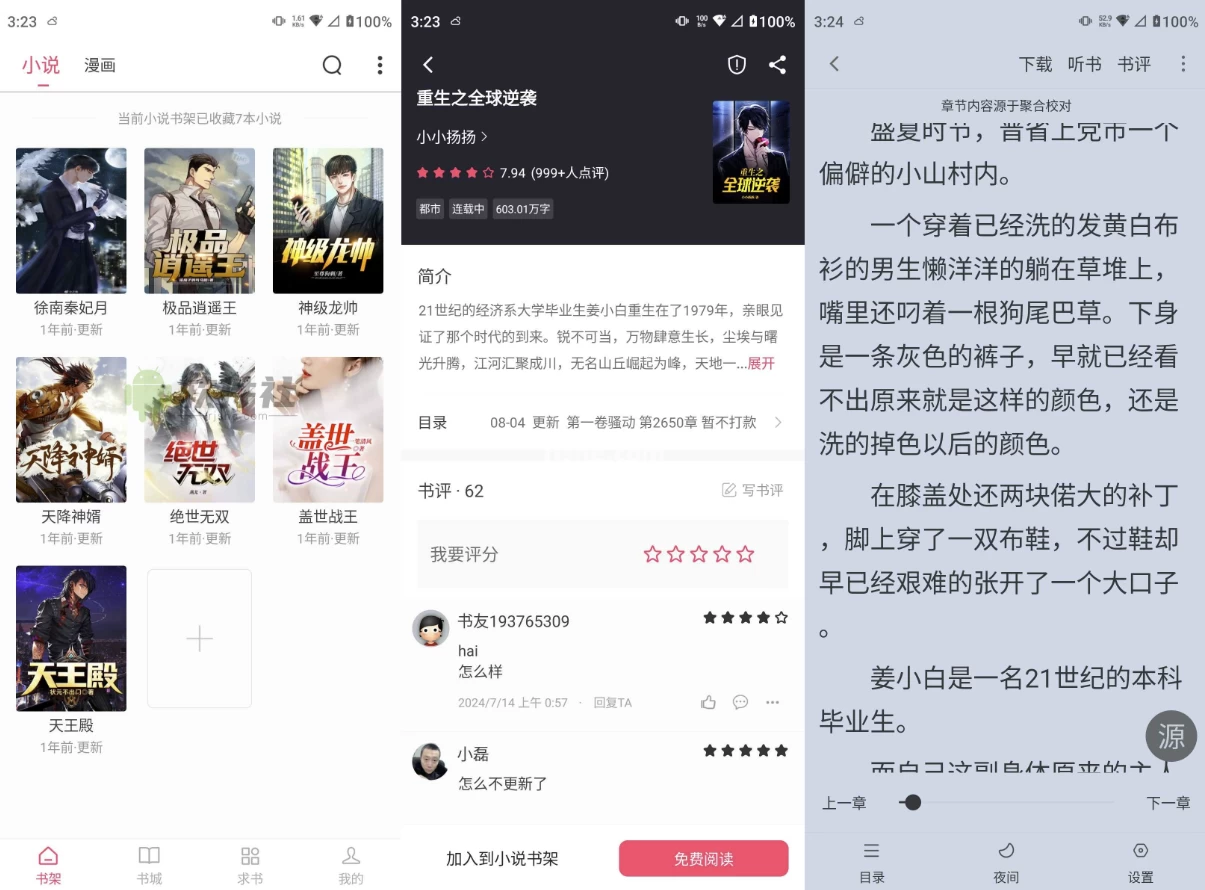 3:23
1.61
KB/s
100%
小说 漫画
当前小说书架已收藏7本小说
极品
逍遥王
神级龙帅
徐南秦妃月
极品逍遥王
神级龙帅
1年前·更新
1年前·更新
1年前·更新
天降神婿
绝世
无双
盖世
战王
天降神婿
绝世无双
盖世战王
1年前·更新
1年前·更新
1年前·更新
天王殿
天王殿
1年前·更新
书架
书城
求书
我的
3:23
100
B/s
100%
重生之全球逆袭
小小扬扬
7.94 (999+人点评)
都市 连载中 603.01万字
重生之
全球逆袭
简介
21世纪的经济系大学毕业生姜小白重生在了1979年，亲眼见
证了那个时代的到来。锐不可当，万物肆意生长，尘埃与曙
光升腾，江河汇聚成川，无名山丘崛起为峰，天地一...展开
目录 08-04 更新 第一卷骚动 第2650章 暂不打款
书评 · 62
写书评
我要评分
书友193765309
hai
怎么样
2024/7/14 上午 0:57 · 回复TA
小磊
怎么不更新了
加入到小说书架
免费阅读
3:24
52.9
KB/s
100%
下载 听书 书评
章节内容源于聚合校对
盛夏时节，晋省上党市一个
偏僻的小山村内。
一个穿着已经洗的发黄白布
衫的男生懒洋洋的躺在草堆上，
嘴里还叼着一根狗尾巴草。下身
是一条灰色的裤子，早就已经看
不出原来就是这样的颜色，还是
洗的掉色以后的颜色。
在膝盖处还两块偌大的补丁
，脚上穿了一双布鞋，不过鞋却
早已经艰难的张开了一个大口子
。
姜小白是一名21世纪的本科
毕业生。
而自己这副身体原来的主人
源
上一章
下一章
目录
夜间
设置